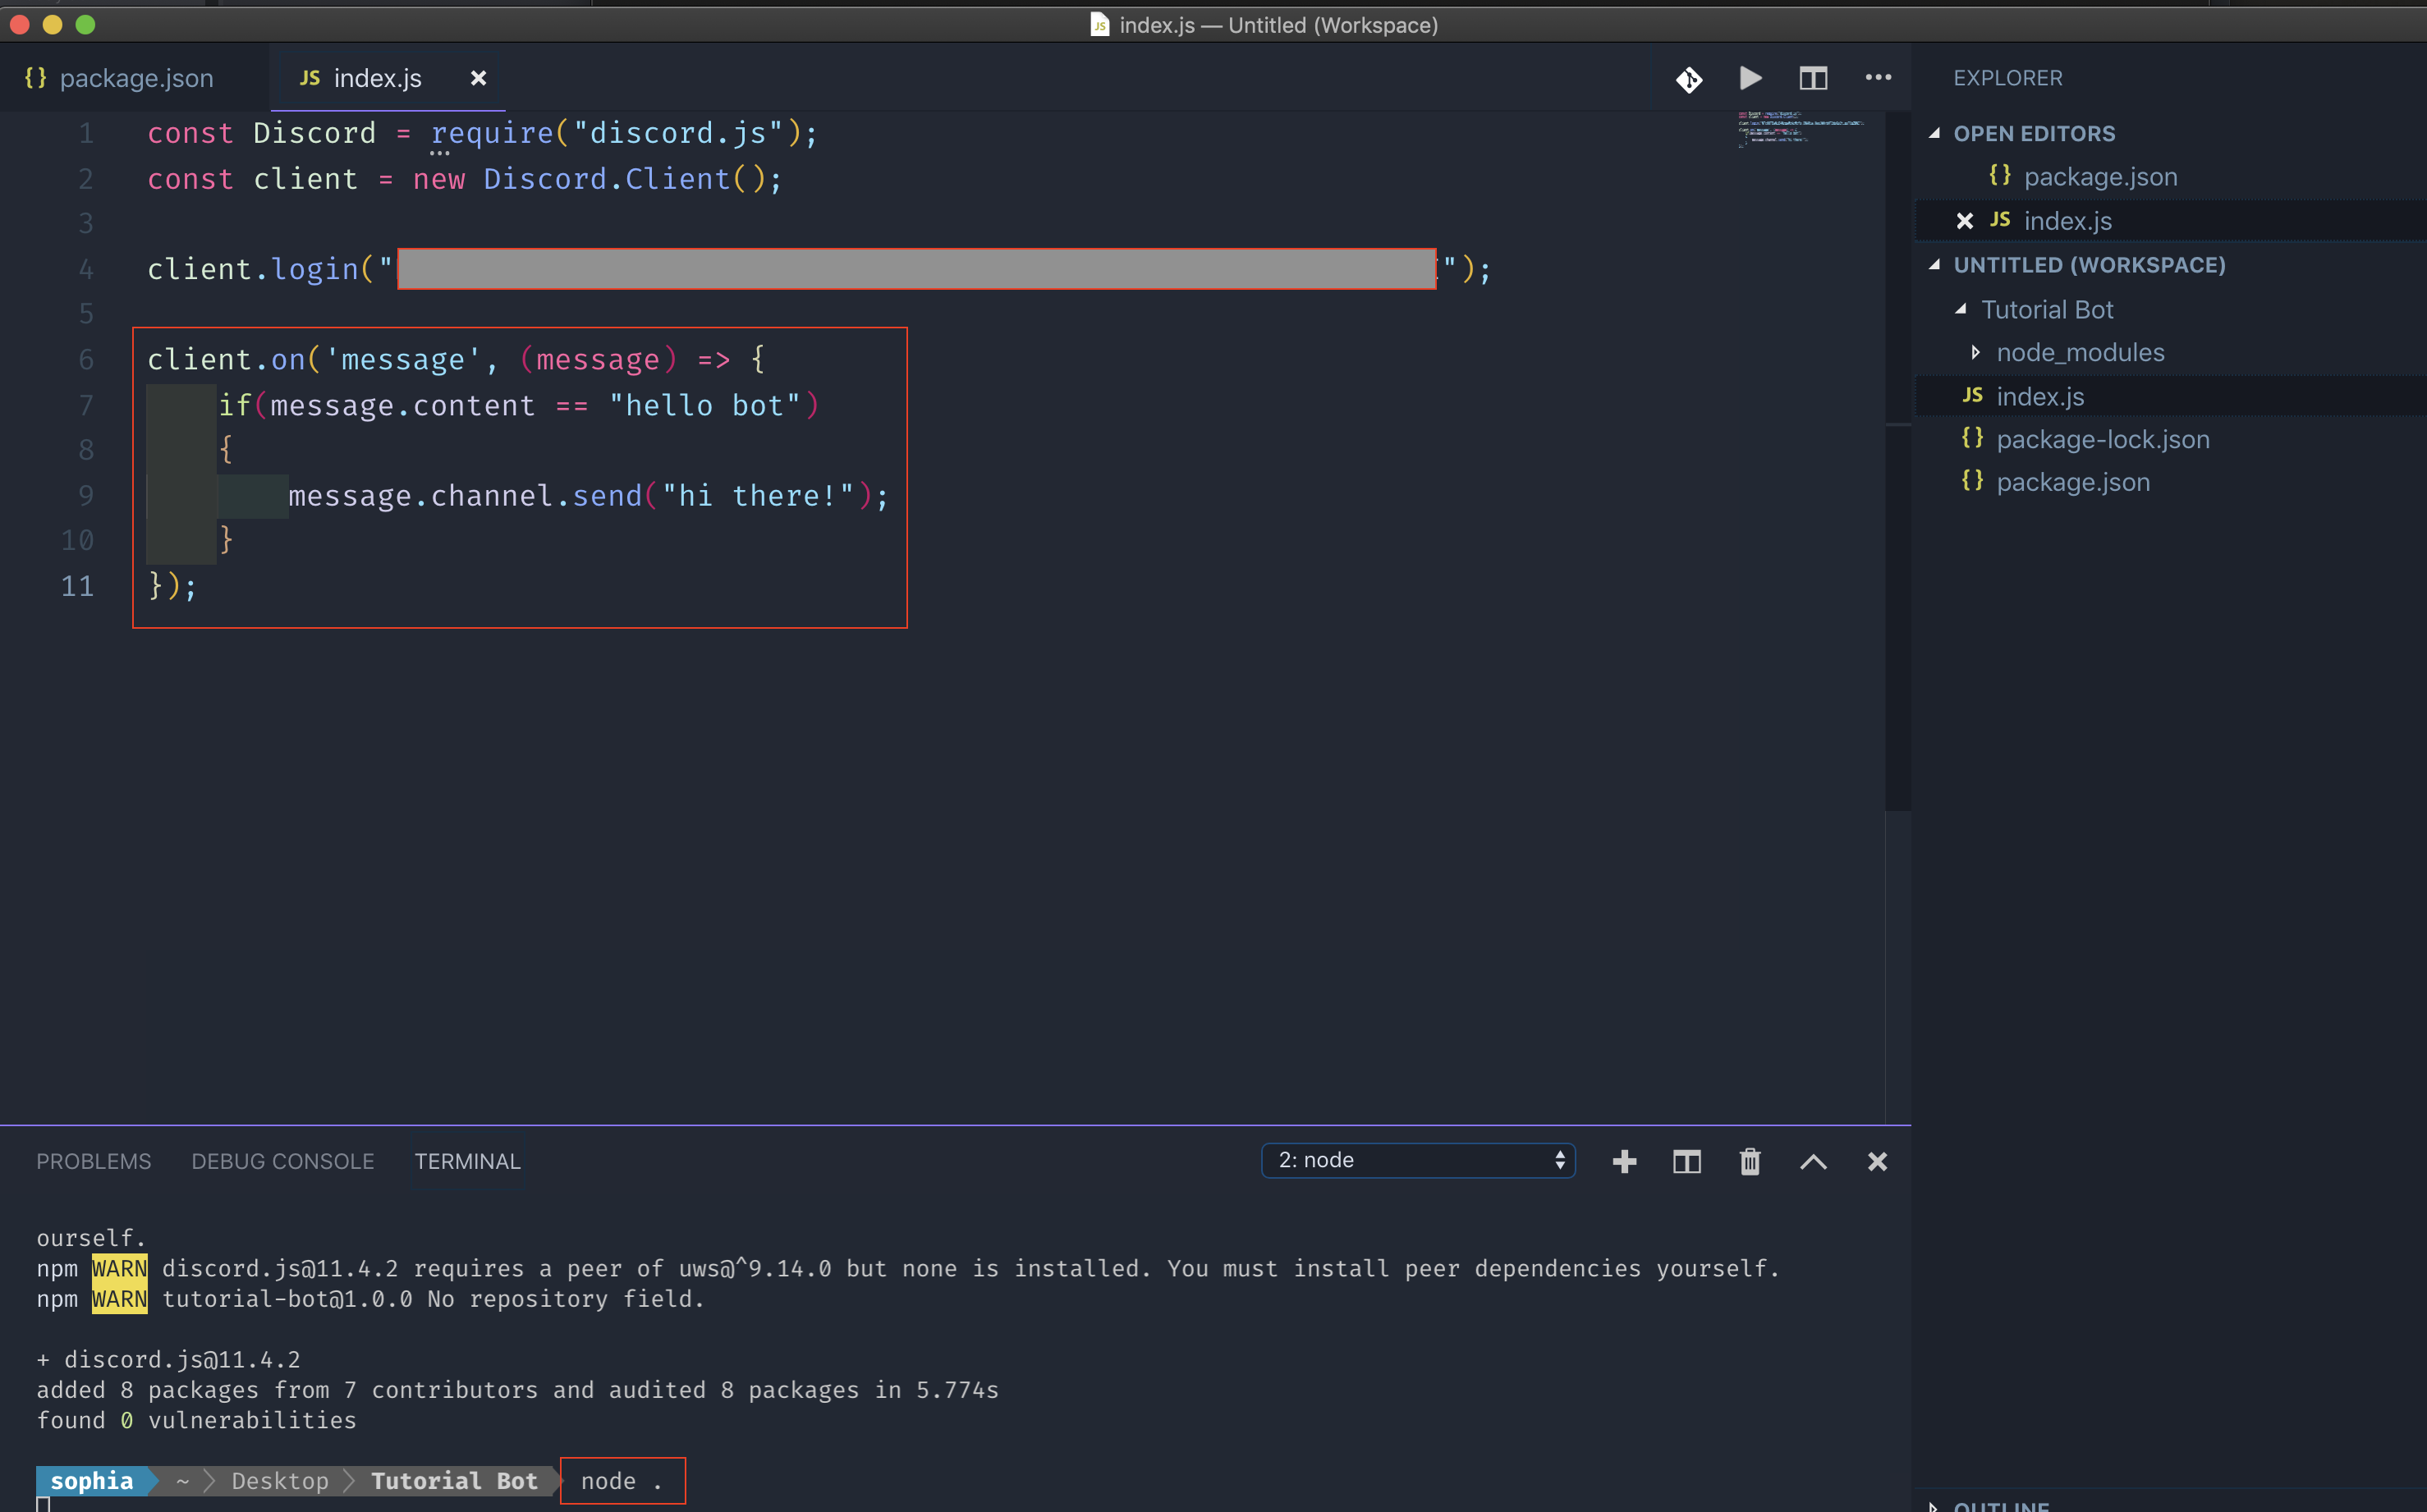 index.js — Untitled (Workspace)
{} package.json
JS index.js
EXPLORER
1 const Discord = require("discord.js");
2 const client = new Discord.Client();
3
4 client.login(" ");
5
6 client.on('message', (message) => {
7 if(message.content == "hello bot")
8 {
9 message.channel.send("hi there!");
10 }
11 });
OPEN EDITORS
{} package.json
JS index.js
UNTITLED (WORKSPACE)
Tutorial Bot
node_modules
JS index.js
{} package-lock.json
{} package.json
OUTLINE
PROBLEMS DEBUG CONSOLE TERMINAL 2: node
ourself.
npm WARN discord.js@11.4.2 requires a peer of uws@^9.14.0 but none is installed. You must install peer dependencies yourself.
npm WARN tutorial-bot@1.0.0 No repository field.
+ discord.js@11.4.2
added 8 packages from 7 contributors and audited 8 packages in 5.774s
found 0 vulnerabilities
sophia ~ Desktop Tutorial Bot node .